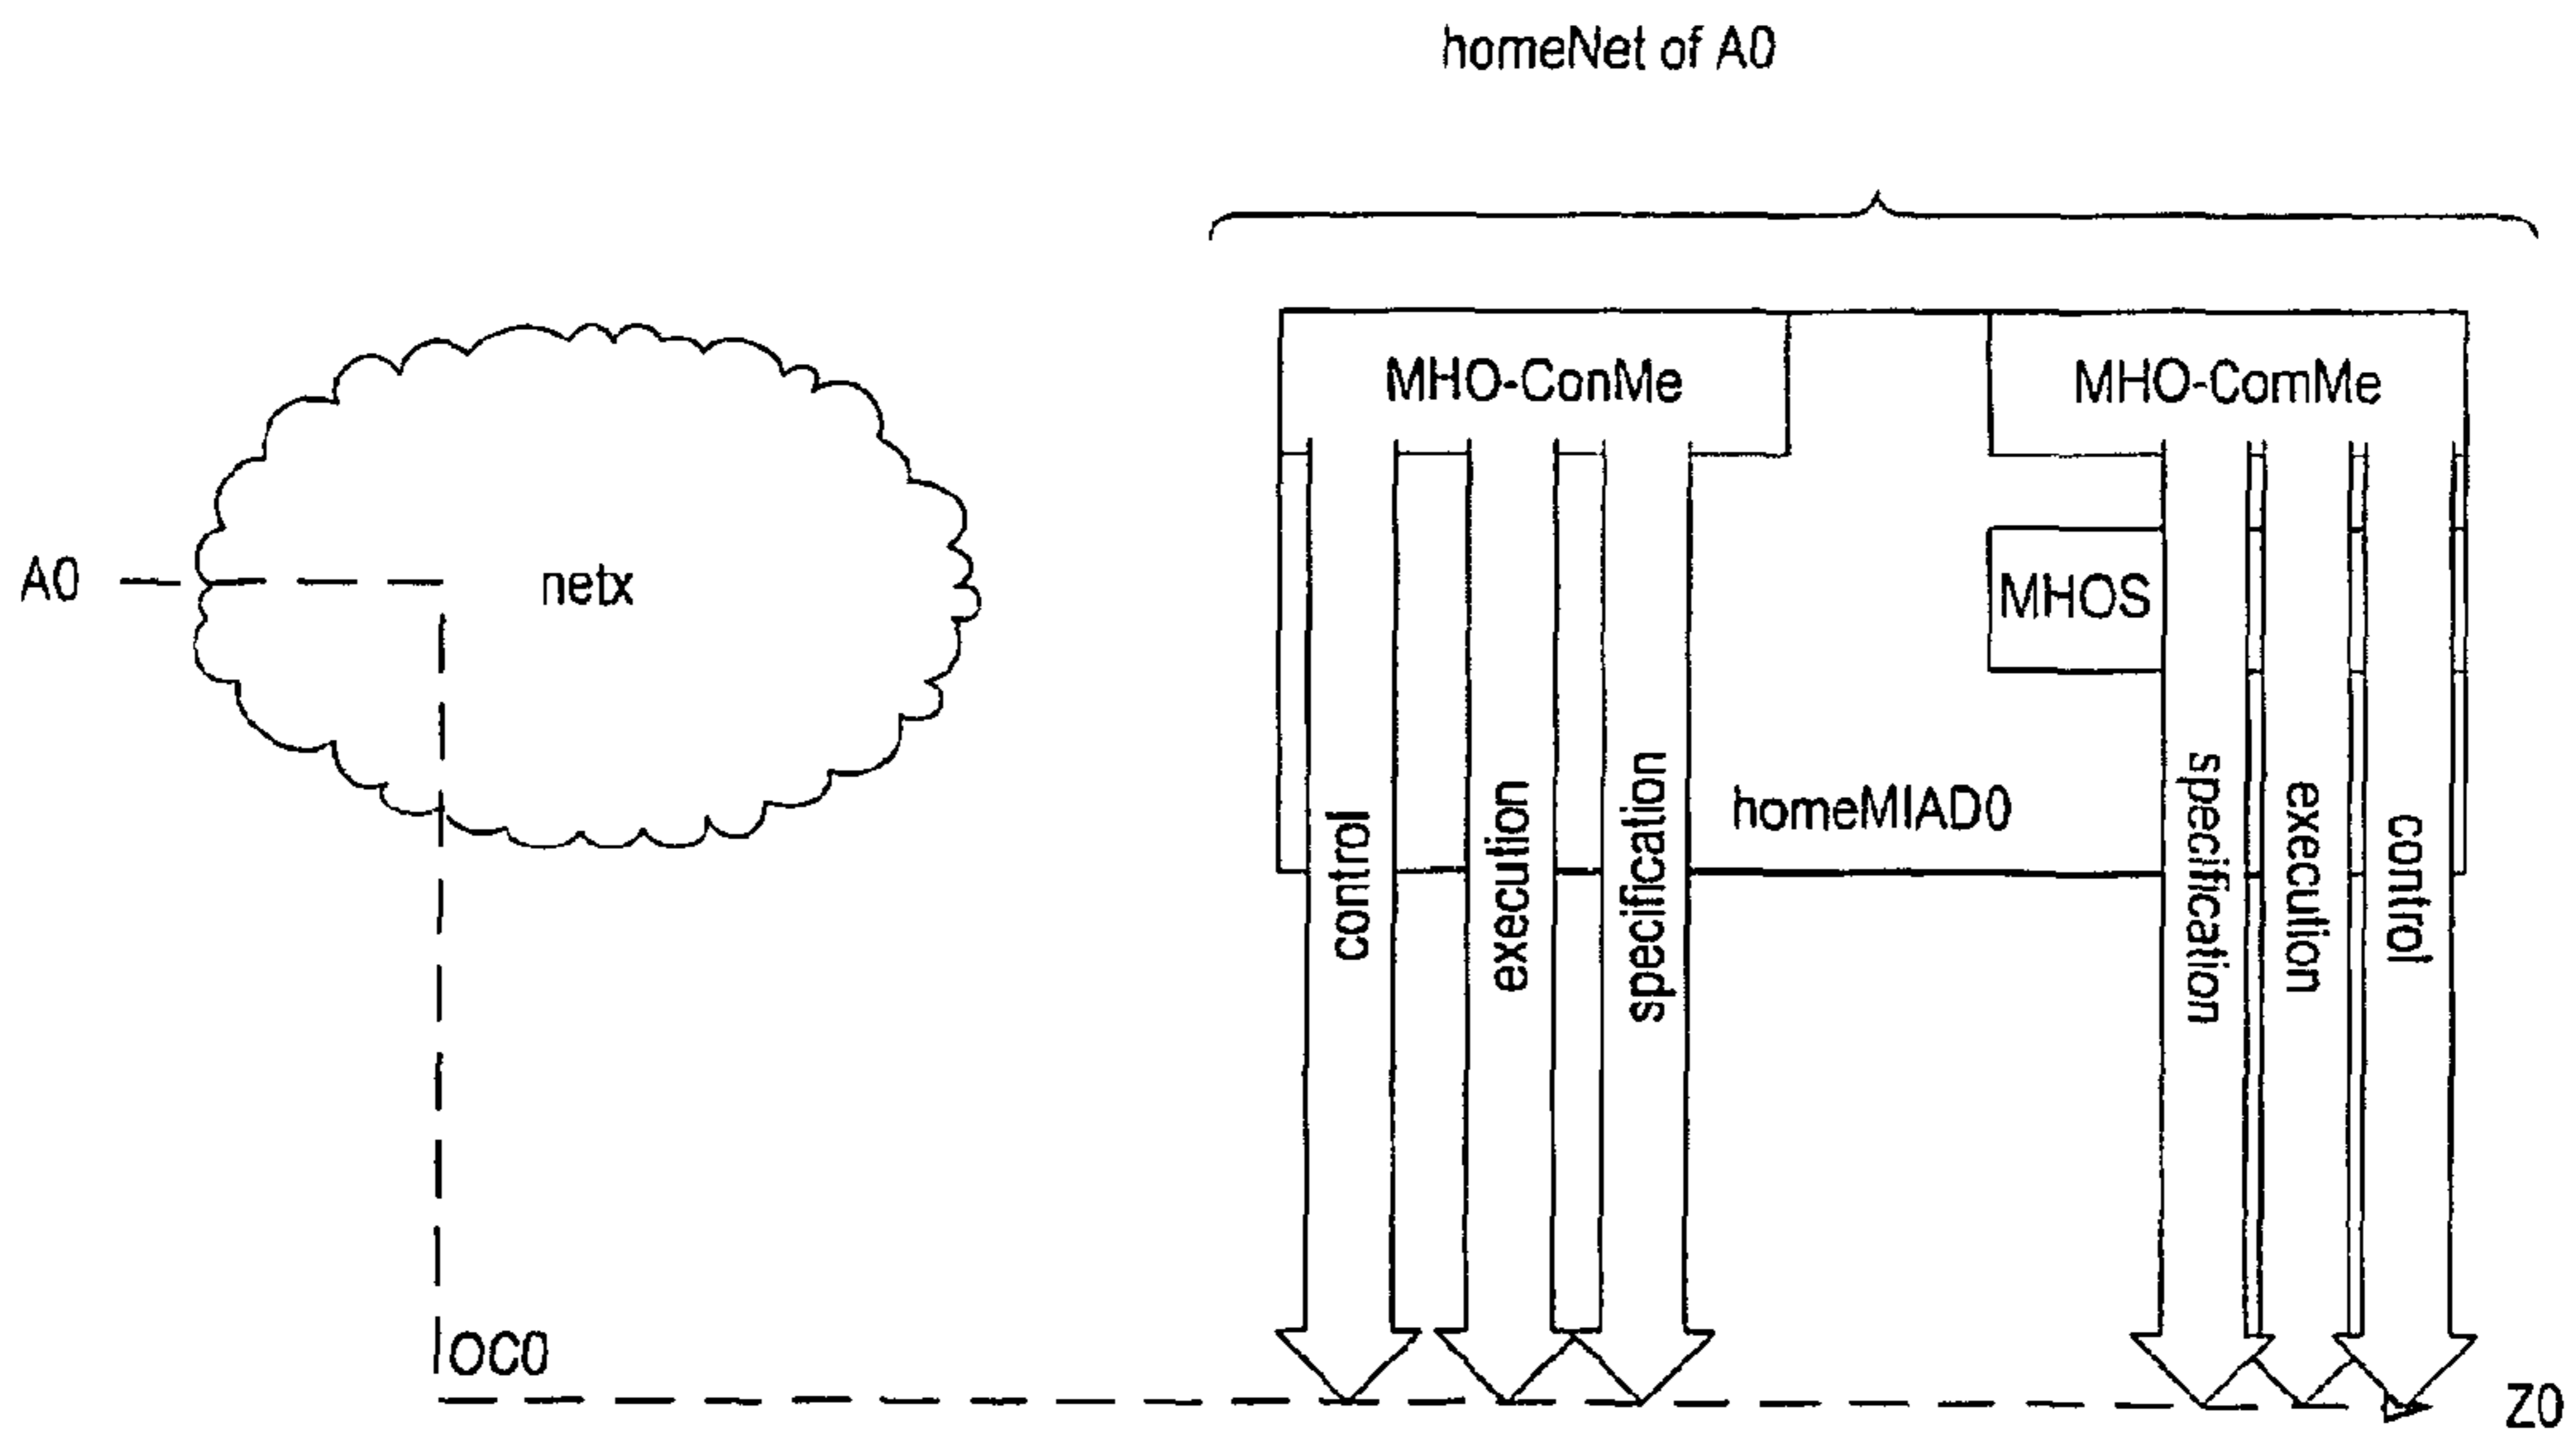 homeNet of A0
MHO-ConMe
MHO-ComMe
A0
netx
MHOS
homeMIAD0
control
execution
specification
specification
execution
control
OC0
Z0